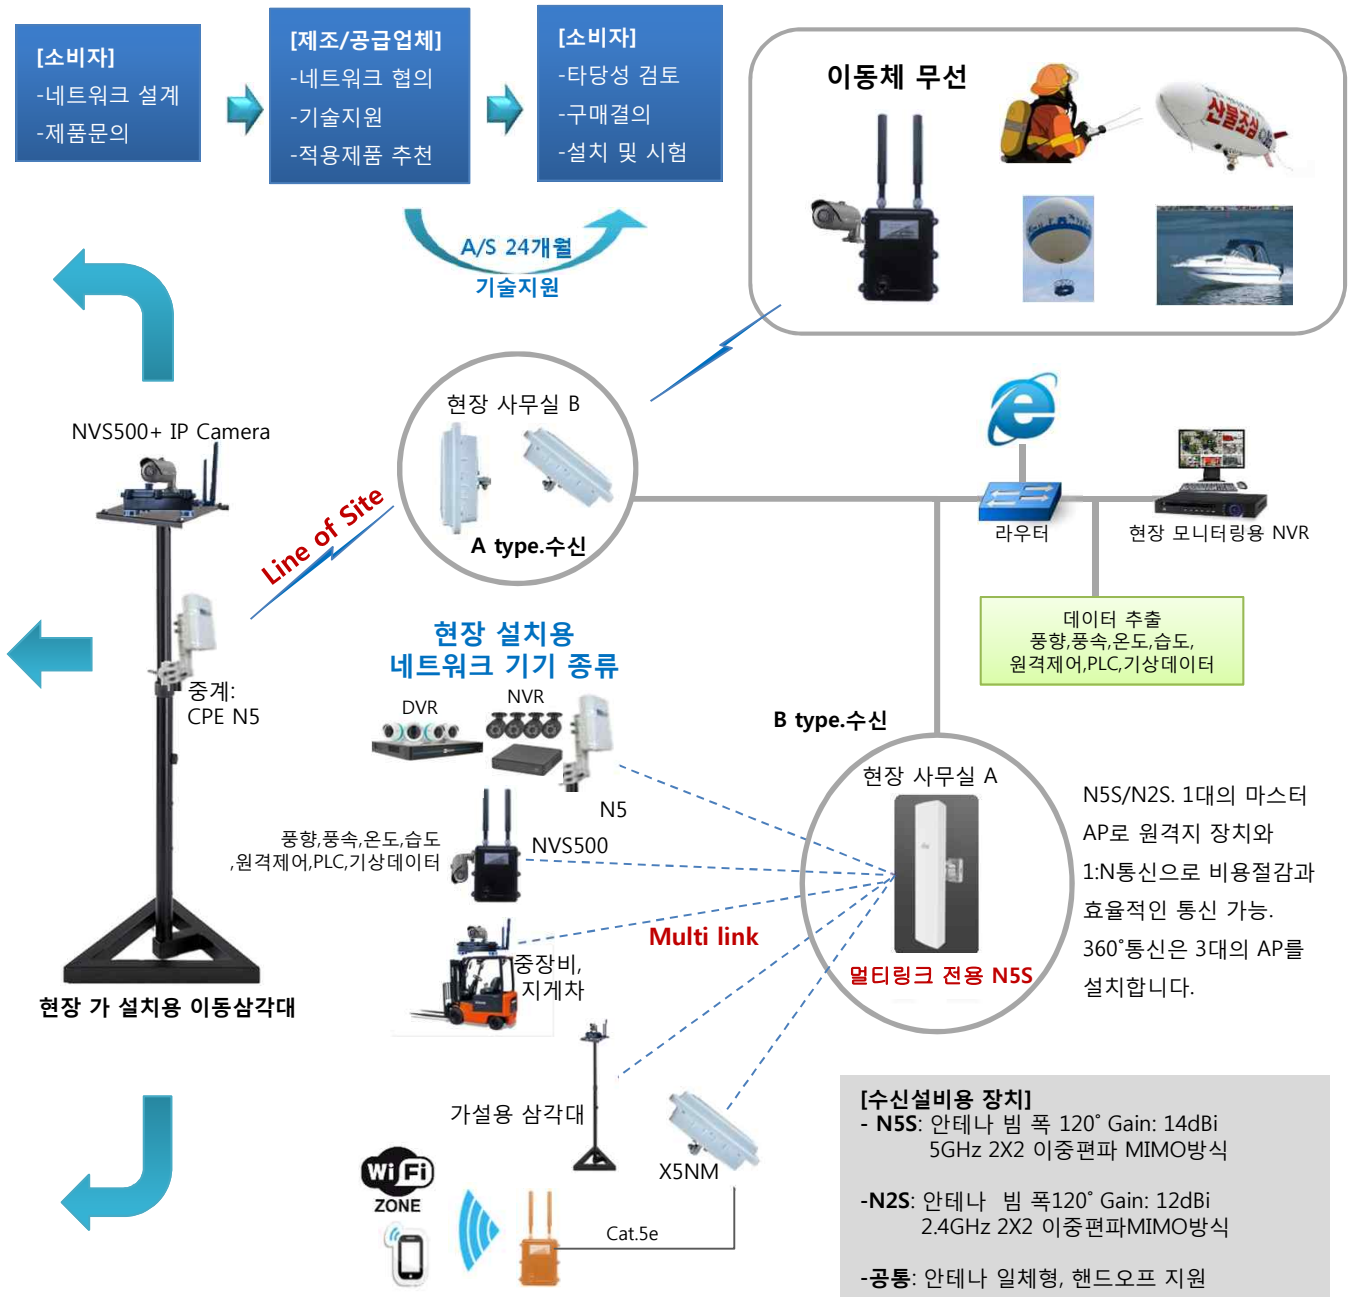 [소비자]
-네트워크 설계
-제품문의
[제조/공급업체]
-네트워크 협의
-기술지원
-적용제품 추천
[소비자]
-타당성 검토
-구매결의
-설치 및 시험
A/S 24개월
기술지원
이동체 무선
산불조심
현장 사무실 B
A type.수신
NVS500+ IP Camera
Line of Site
중계:
CPE N5
현장 가 설치용 이동삼각대
라우터
현장 모니터링용 NVR
데이터 추출
풍향,풍속,온도,습도,
원격제어,PLC,기상데이터
현장 설치용
네트워크 기기 종류
DVR
NVR
N5
풍향,풍속,온도,습도
,원격제어,PLC,기상데이터
NVS500
중장비,
지게차
Multi link
가설용 삼각대
X5NM
Wi Fi
ZONE
Cat.5e
B type.수신
현장 사무실 A
멀티링크 전용 N5S
N5S/N2S. 1대의 마스터
AP로 원격지 장치와
1:N통신으로 비용절감과
효율적인 통신 가능.
360˚통신은 3대의 AP를
설치합니다.
[수신설비용 장치]
- N5S: 안테나 빔 폭 120˚ Gain: 14dBi
5GHz 2X2 이중편파 MIMO방식
-N2S: 안테나 빔 폭120˚ Gain: 12dBi
2.4GHz 2X2 이중편파MIMO방식
-공통: 안테나 일체형, 핸드오프 지원